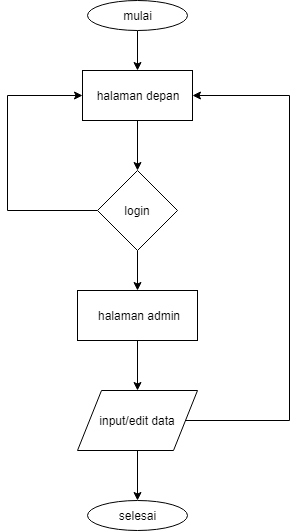 mulai
halaman depan
login
halaman admin
input/edit data
selesai